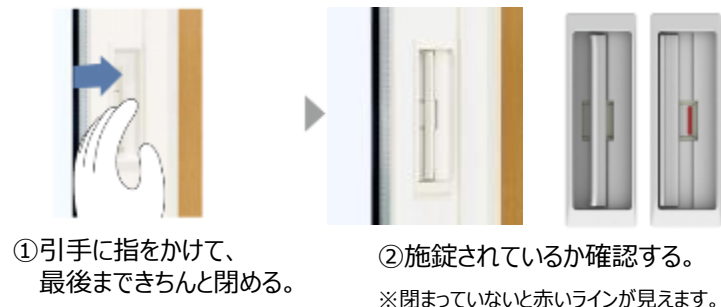 ①引手に指をかけて、
最後まできちんと閉める。
②施錠されているか確認する。
※閉まっていないと赤いラインが見えます。